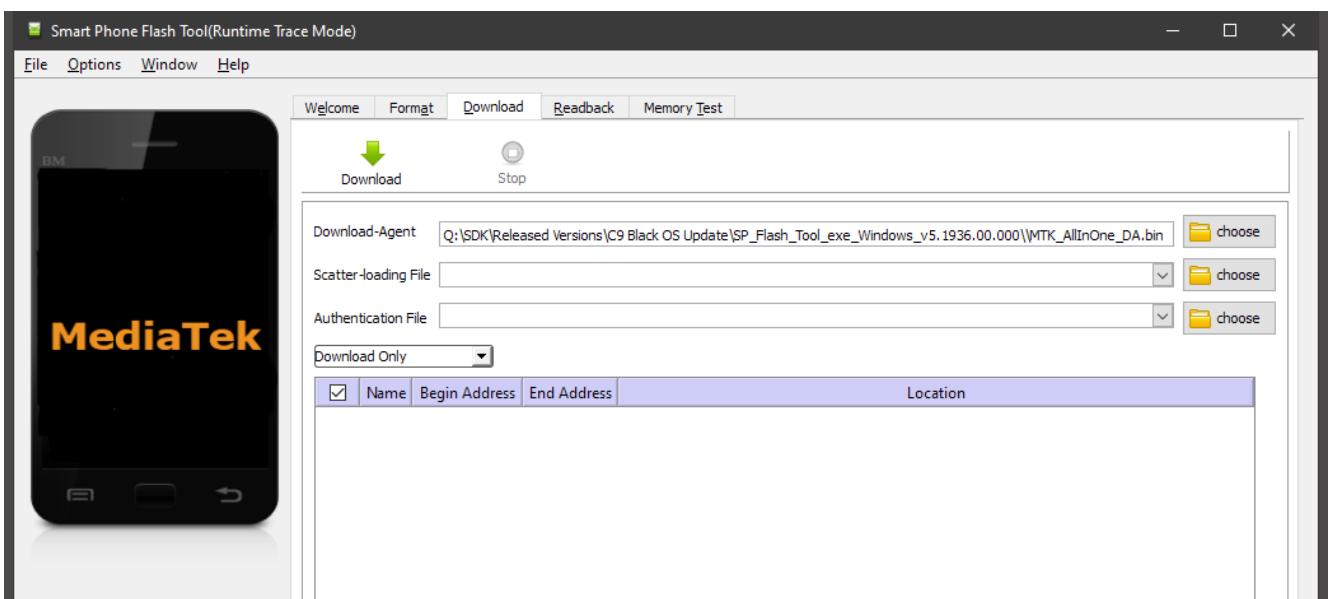 Smart Phone Flash Tool(Runtime Trace Mode)
File Options Window Help
Welcome Format Download Readback Memory Test
BM
Download Stop
Download-Agent Q:\SDK\Released Versions\C9 Black OS Update\SP_Flash_Tool_exe_Windows_v5.1936.00.000\\MTK_AllInOne_DA.bin choose
Scatter-loading File choose
Authentication File choose
MediaTek
Download Only
Name Begin Address End Address Location